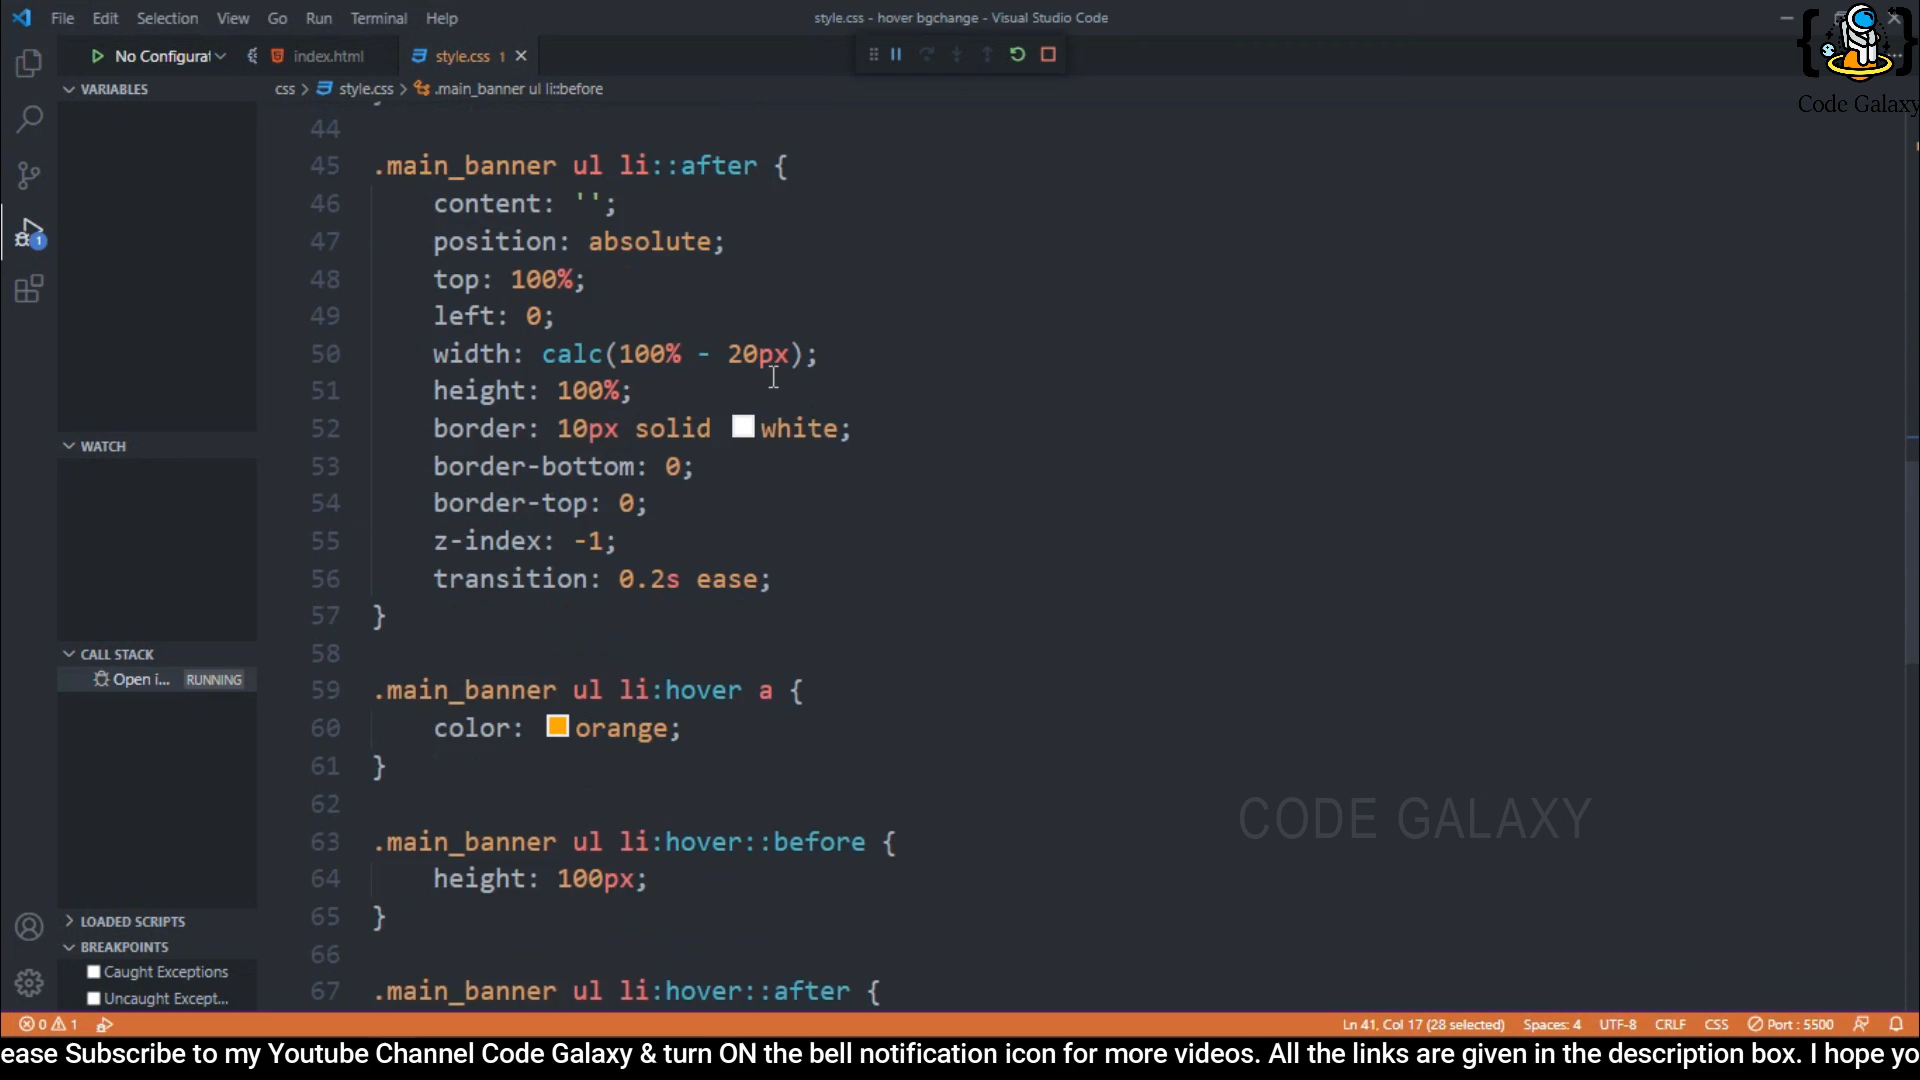 File Edit Selection View Go Run Terminal Help
style.css - hover bgchange - Visual Studio Code
No Configurat
index.html
style.css 1
Code Galaxy
VARIABLES
css > style.css > .main_banner ul li::before
44
45 .main_banner ul li::after {
46 content: '';
47 position: absolute;
48 top: 100%;
49 left: 0;
50 width: calc(100% - 20px);
51 height: 100%;
52 border: 10px solid white;
53 border-bottom: 0;
54 border-top: 0;
55 z-index: -1;
56 transition: 0.2s ease;
57 }
58
59 .main_banner ul li:hover a {
60 color: orange;
61 }
62
63 .main_banner ul li:hover::before {
64 height: 100px;
65 }
66
67 .main_banner ul li:hover::after {
1
WATCH
CALL STACK
Open i... RUNNING
LOADED SCRIPTS
BREAKPOINTS
Caught Exceptions
Uncaught Except...
CODE GALAXY
0 1
Ln 41, Col 17 (28 selected) Spaces: 4 UTF-8 CRLF CSS Port : 5500
ease Subscribe to my Youtube Channel Code Galaxy & turn ON the bell notification icon for more videos. All the links are given in the description box. I hope yo